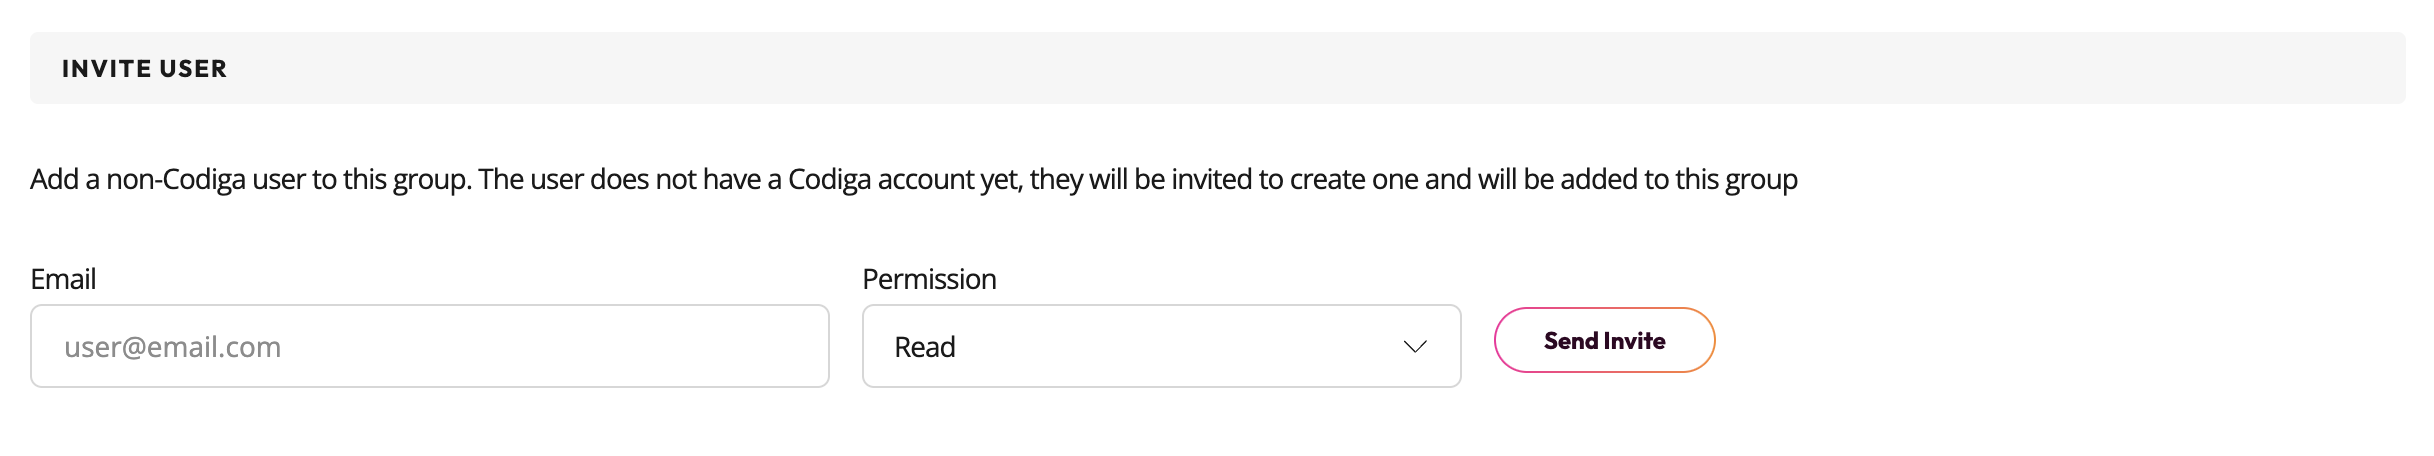 INVITE USER
Add a non-Codiga user to this group. The user does not have a Codiga account yet, they will be invited to create one and will be added to this group
Email
Permission
user@email.com
Read
Send Invite